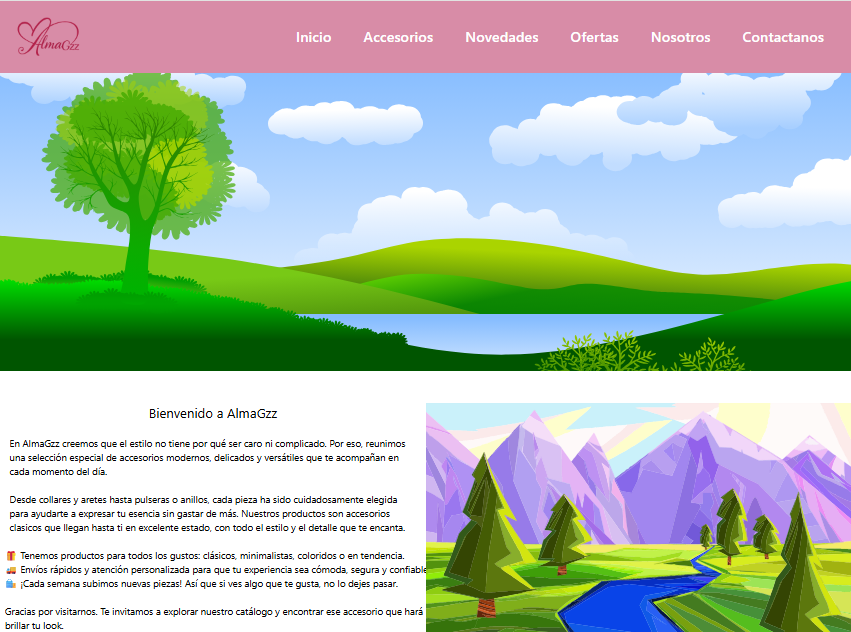 AlmaGzz
Inicio Accesorios Novedades Ofertas Nosotros Contactanos
Bienvenido a AlmaGzz
En AlmaGzz creemos que el estilo no tiene por qué ser caro ni complicado. Por eso, reunimos
una selección especial de accesorios modernos, delicados y versátiles que te acompañan en
cada momento del día.
Desde collares y aretes hasta pulseras o anillos, cada pieza ha sido cuidadosamente elegida
para ayudarte a expresar tu esencia sin gastar de más. Nuestros productos son accesorios
clasicos que llegan hasta ti en excelente estado, con todo el estilo y el detalle que te encanta.
🎁 Tenemos productos para todos los gustos: clásicos, minimalistas, coloridos o en tendencia.
🚚 Envíos rápidos y atención personalizada para que tu experiencia sea cómoda, segura y confiable
🛍️ ¡Cada semana subimos nuevas piezas! Así que si ves algo que te gusta, no lo dejes pasar.
Gracias por visitarnos. Te invitamos a explorar nuestro catálogo y encontrar ese accesorio que hará
brillar tu look.